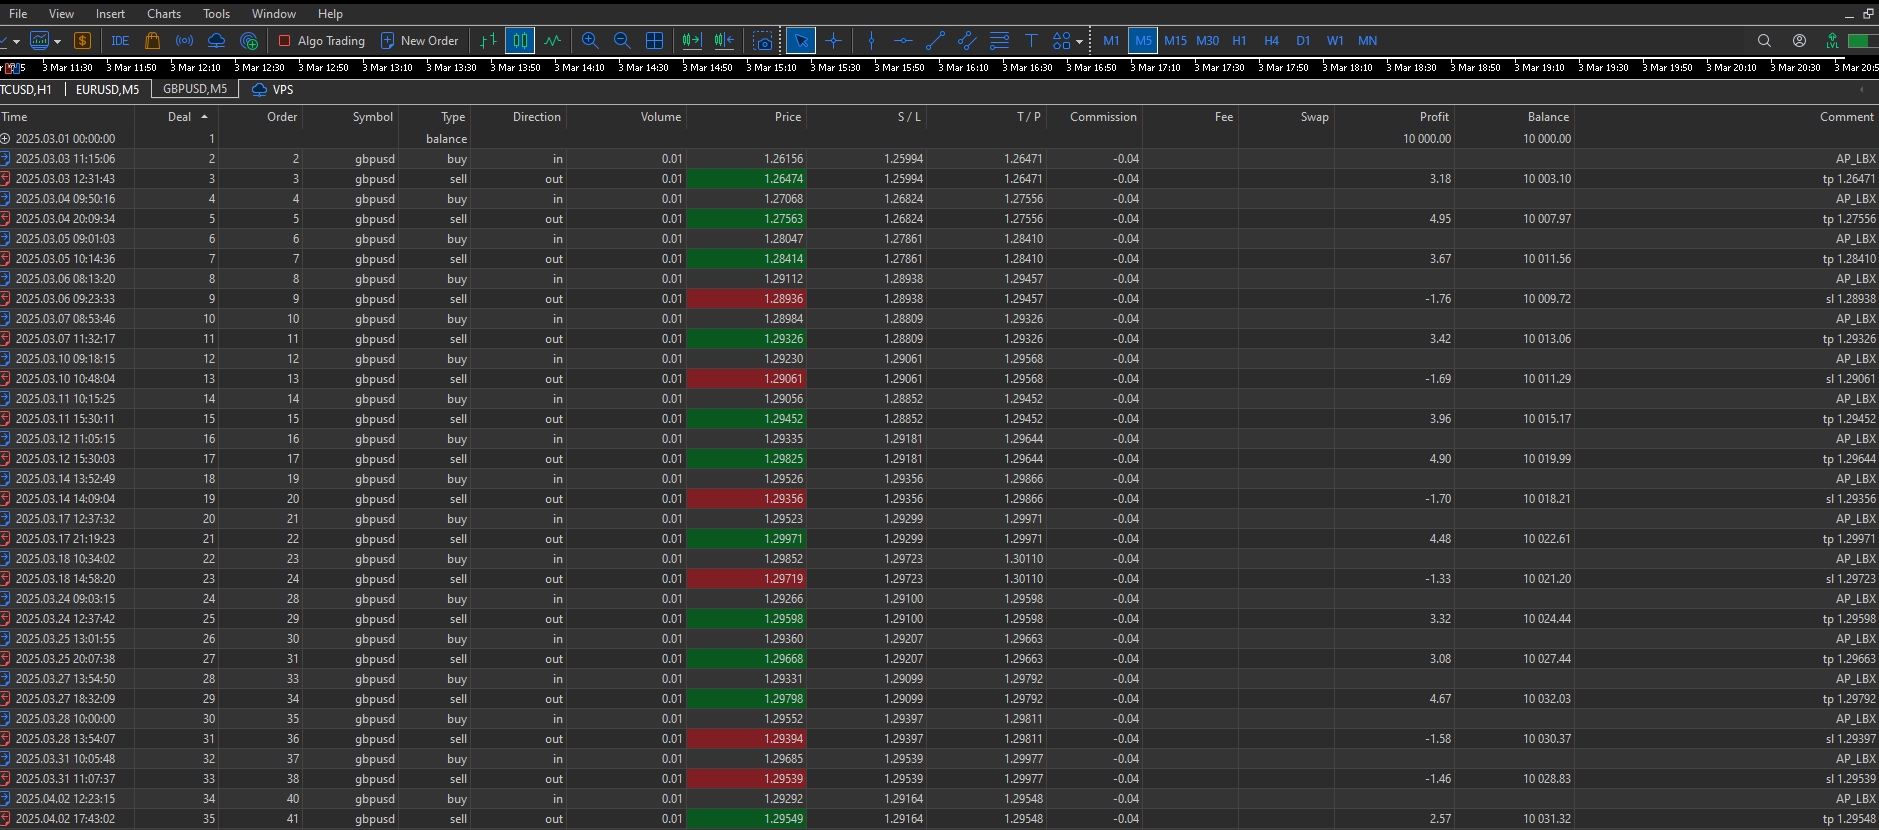 File View Insert Charts Tools Window Help
$ IDE Algo Trading New Order T M1 M5 M15 M30 H1 H4 D1 W1 MN LVL
3 Mar 11:30 3 Mar 11:50 3 Mar 12:10 3 Mar 12:30 3 Mar 12:50 3 Mar 13:10 3 Mar 13:30 3 Mar 13:50 3 Mar 14:10 3 Mar 14:30 3 Mar 14:50 3 Mar 15:10 3 Mar 15:30 3 Mar 15:50 3 Mar 16:10 3 Mar 16:30 3 Mar 16:50 3 Mar 17:10 3 Mar 17:30 3 Mar 17:50 3 Mar 18:10 3 Mar 18:30 3 Mar 18:50 3 Mar 19:10 3 Mar 19:30 3 Mar 19:50 3 Mar 20:10 3 Mar 20:30 3 Mar 20:5
TCUSD,H1 EURUSD,M5 GBPUSD,M5 VPS
Time Deal Order Symbol Type Direction Volume Price S / L T / P Commission Fee Swap Profit Balance Comment
2025.03.01 00:00:00 1 balance 10 000.00 10 000.00
2025.03.03 11:15:06 2 2 gbpusd buy in 0.01 1.26156 1.25994 1.26471 -0.04 AP_LBX
2025.03.03 12:31:43 3 3 gbpusd sell out 0.01 1.26474 1.25994 1.26471 -0.04 3.18 10 003.10 tp 1.26471
2025.03.04 09:50:16 4 4 gbpusd buy in 0.01 1.27068 1.26824 1.27556 -0.04 AP_LBX
2025.03.04 20:09:34 5 5 gbpusd sell out 0.01 1.27563 1.26824 1.27556 -0.04 4.95 10 007.97 tp 1.27556
2025.03.05 09:01:03 6 6 gbpusd buy in 0.01 1.28047 1.27861 1.28410 -0.04 AP_LBX
2025.03.05 10:14:36 7 7 gbpusd sell out 0.01 1.28414 1.27861 1.28410 -0.04 3.67 10 011.56 tp 1.28410
2025.03.06 08:13:20 8 8 gbpusd buy in 0.01 1.29112 1.28938 1.29457 -0.04 AP_LBX
2025.03.06 09:23:33 9 9 gbpusd sell out 0.01 1.28936 1.28938 1.29457 -0.04 -1.76 10 009.72 sl 1.28938
2025.03.07 08:53:46 10 10 gbpusd buy in 0.01 1.28984 1.28809 1.29326 -0.04 AP_LBX
2025.03.07 11:32:17 11 11 gbpusd sell out 0.01 1.29326 1.28809 1.29326 -0.04 3.42 10 013.06 tp 1.29326
2025.03.10 09:18:15 12 12 gbpusd buy in 0.01 1.29230 1.29061 1.29568 -0.04 AP_LBX
2025.03.10 10:48:04 13 13 gbpusd sell out 0.01 1.29061 1.29061 1.29568 -0.04 -1.69 10 011.29 sl 1.29061
2025.03.11 10:15:25 14 14 gbpusd buy in 0.01 1.29056 1.28852 1.29452 -0.04 AP_LBX
2025.03.11 15:30:11 15 15 gbpusd sell out 0.01 1.29452 1.28852 1.29452 -0.04 3.96 10 015.17 tp 1.29452
2025.03.12 11:05:15 16 16 gbpusd buy in 0.01 1.29335 1.29181 1.29644 -0.04 AP_LBX
2025.03.12 15:30:03 17 17 gbpusd sell out 0.01 1.29825 1.29181 1.29644 -0.04 4.90 10 019.99 tp 1.29644
2025.03.14 13:52:49 18 19 gbpusd buy in 0.01 1.29526 1.29356 1.29866 -0.04 AP_LBX
2025.03.14 14:09:04 19 20 gbpusd sell out 0.01 1.29356 1.29356 1.29866 -0.04 -1.70 10 018.21 sl 1.29356
2025.03.17 12:37:32 20 21 gbpusd buy in 0.01 1.29523 1.29299 1.29971 -0.04 AP_LBX
2025.03.17 21:19:23 21 22 gbpusd sell out 0.01 1.29971 1.29299 1.29971 -0.04 4.48 10 022.61 tp 1.29971
2025.03.18 10:34:02 22 23 gbpusd buy in 0.01 1.29852 1.29723 1.30110 -0.04 AP_LBX
2025.03.18 14:58:20 23 24 gbpusd sell out 0.01 1.29719 1.29723 1.30110 -0.04 -1.33 10 021.20 sl 1.29723
2025.03.24 09:03:15 24 28 gbpusd buy in 0.01 1.29266 1.29100 1.29598 -0.04 AP_LBX
2025.03.24 12:37:42 25 29 gbpusd sell out 0.01 1.29598 1.29100 1.29598 -0.04 3.32 10 024.44 tp 1.29598
2025.03.25 13:01:55 26 30 gbpusd buy in 0.01 1.29360 1.29207 1.29663 -0.04 AP_LBX
2025.03.25 20:07:38 27 31 gbpusd sell out 0.01 1.29668 1.29207 1.29663 -0.04 3.08 10 027.44 tp 1.29663
2025.03.27 13:54:50 28 33 gbpusd buy in 0.01 1.29331 1.29099 1.29792 -0.04 AP_LBX
2025.03.27 18:32:09 29 34 gbpusd sell out 0.01 1.29798 1.29099 1.29792 -0.04 4.67 10 032.03 tp 1.29792
2025.03.28 10:00:00 30 35 gbpusd buy in 0.01 1.29552 1.29397 1.29811 -0.04 AP_LBX
2025.03.28 13:54:07 31 36 gbpusd sell out 0.01 1.29394 1.29397 1.29811 -0.04 -1.58 10 030.37 sl 1.29397
2025.03.31 10:05:48 32 37 gbpusd buy in 0.01 1.29685 1.29539 1.29977 -0.04 AP_LBX
2025.03.31 11:07:37 33 38 gbpusd sell out 0.01 1.29539 1.29539 1.29977 -0.04 -1.46 10 028.83 sl 1.29539
2025.04.02 12:23:15 34 40 gbpusd buy in 0.01 1.29292 1.29164 1.29548 -0.04 AP_LBX
2025.04.02 17:43:02 35 41 gbpusd sell out 0.01 1.29549 1.29164 1.29548 -0.04 2.57 10 031.32 tp 1.29548